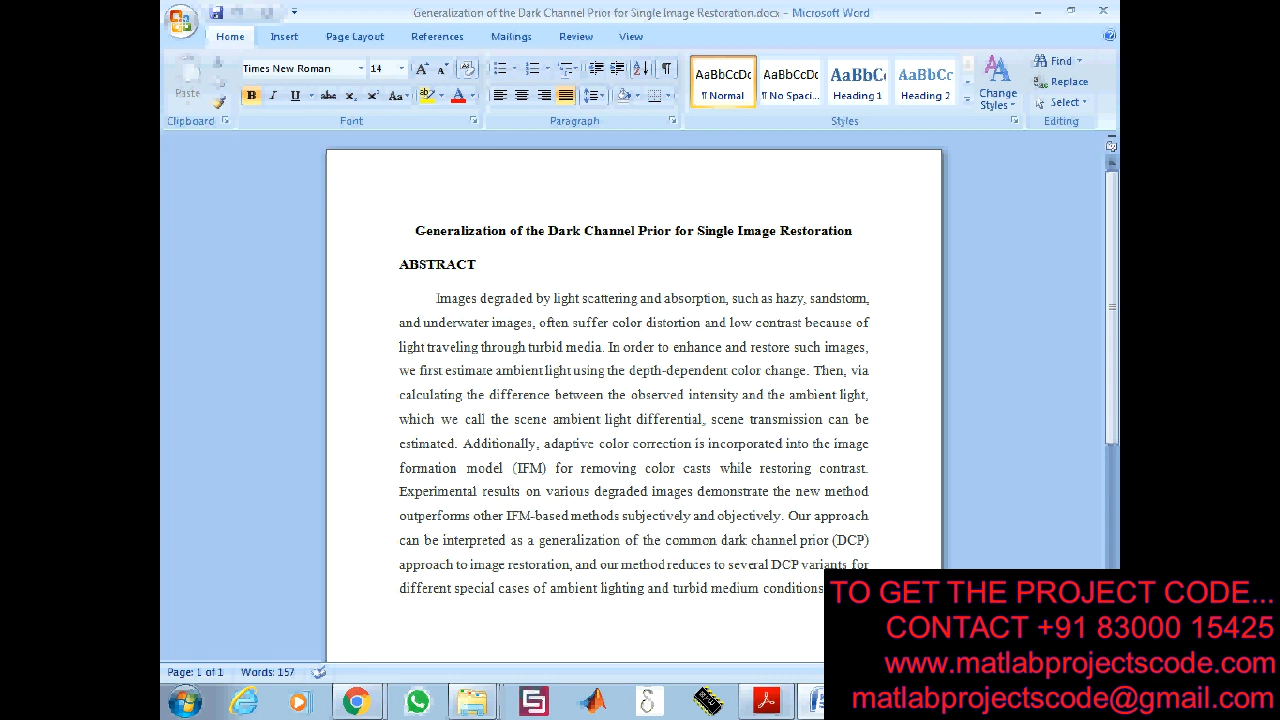 Generalization of the Dark Channel Prior for Single Image Restoration.docx - Microsoft Word
Home Insert Page Layout References Mailings Review View
Times New Roman 14
AaBbCcDc AaBbCcDc AaBbC AaBbCc
Paste
¶ Normal ¶ No Spaci... Heading 1 Heading 2
Change Styles
Find
Replace
Select
Clipboard Font Paragraph Styles Editing
Generalization of the Dark Channel Prior for Single Image Restoration
ABSTRACT
Images degraded by light scattering and absorption, such as hazy, sandstorm,
and underwater images, often suffer color distortion and low contrast because of
light traveling through turbid media. In order to enhance and restore such images,
we first estimate ambient light using the depth-dependent color change. Then, via
calculating the difference between the observed intensity and the ambient light,
which we call the scene ambient light differential, scene transmission can be
estimated. Additionally, adaptive color correction is incorporated into the image
formation model (IFM) for removing color casts while restoring contrast.
Experimental results on various degraded images demonstrate the new method
outperforms other IFM-based methods subjectively and objectively. Our approach
can be interpreted as a generalization of the common dark channel prior (DCP)
approach to image restoration, and our method reduces to several DCP variants for
different special cases of ambient lighting and turbid medium conditions
Page: 1 of 1 Words: 157
TO GET THE PROJECT CODE...
CONTACT +91 83000 15425
www.matlabprojectscode.com
matlabprojectscode@gmail.com